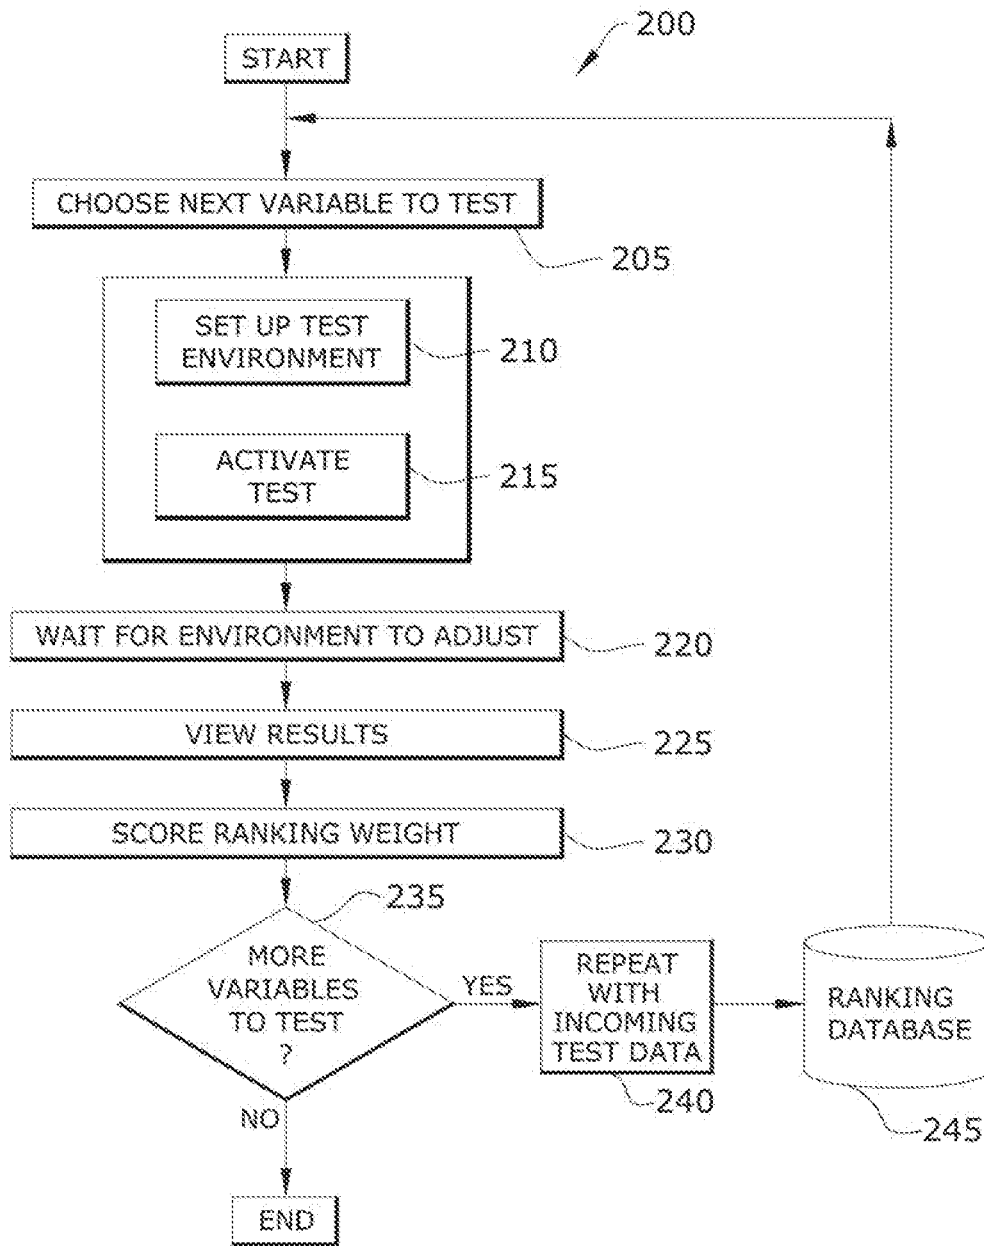 200
START
CHOOSE NEXT VARIABLE TO TEST
205
SET UP TEST
ENVIRONMENT
210
ACTIVATE
TEST
215
WAIT FOR ENVIRONMENT TO ADJUST
220
VIEW RESULTS
225
SCORE RANKING WEIGHT
230
235
MORE
VARIABLES
TO TEST
?
YES
REPEAT
WITH
INCOMING
TEST DATA
240
RANKING
DATABASE
245
NO
END